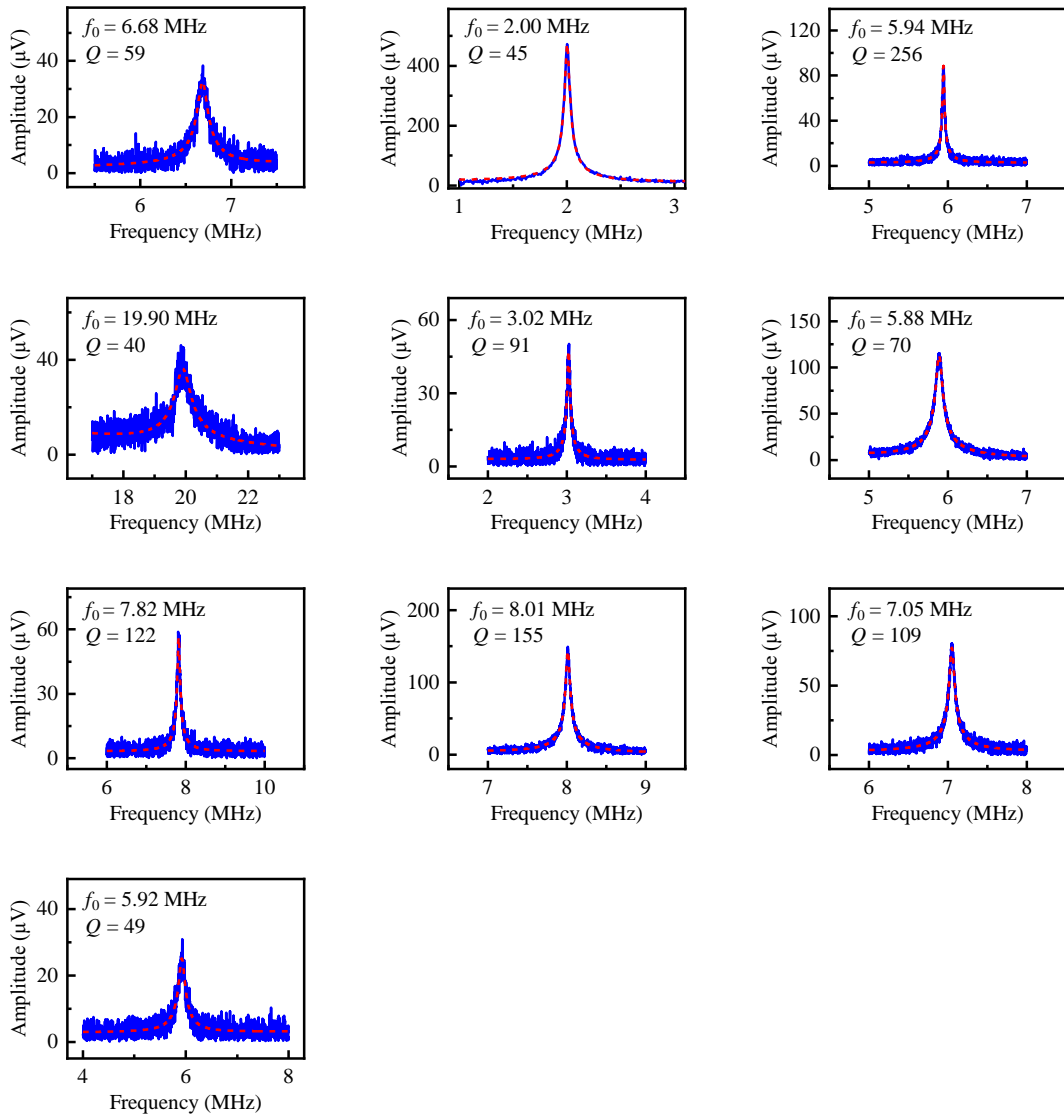 f0 = 6.68 MHz
Q = 59
Amplitude (μV)
40
20
0
6 7
Frequency (MHz)
f0 = 2.00 MHz
Q = 45
Amplitude (μV)
400
200
0
1 2 3
Frequency (MHz)
f0 = 5.94 MHz
Q = 256
Amplitude (μV)
120
80
40
0
5 6 7
Frequency (MHz)
f0 = 19.90 MHz
Q = 40
Amplitude (μV)
40
0
18 20 22
Frequency (MHz)
f0 = 3.02 MHz
Q = 91
Amplitude (μV)
60
30
0
2 3 4
Frequency (MHz)
f0 = 5.88 MHz
Q = 70
Amplitude (μV)
150
100
50
0
5 6 7
Frequency (MHz)
f0 = 7.82 MHz
Q = 122
Amplitude (μV)
60
30
0
6 8 10
Frequency (MHz)
f0 = 8.01 MHz
Q = 155
Amplitude (μV)
200
100
0
7 8 9
Frequency (MHz)
f0 = 7.05 MHz
Q = 109
Amplitude (μV)
100
50
0
6 7 8
Frequency (MHz)
f0 = 5.92 MHz
Q = 49
Amplitude (μV)
40
20
0
4 6 8
Frequency (MHz)